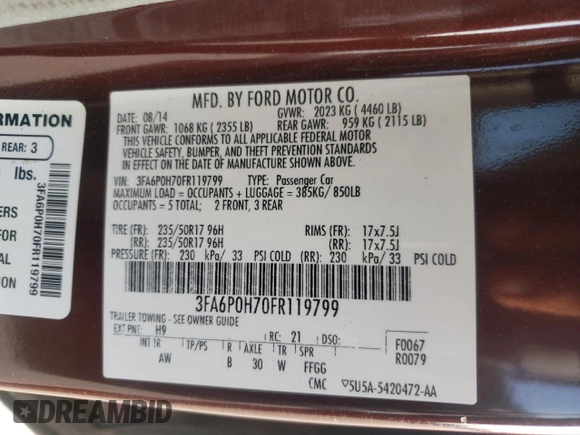 MFD. BY FORD MOTOR CO.
DATE: 08/14
GVWR: 2023 KG ( 4460 LB)
FRONT GAWR: 1068 KG ( 2355 LB)
REAR GAWR: 959 KG ( 2115 LB)
THIS VEHICLE CONFORMS TO ALL APPLICABLE FEDERAL MOTOR
VEHICLE SAFETY, BUMPER, AND THEFT PREVENTION STANDARDS
IN EFFECT ON THE DATE OF MANUFACTURE SHOWN ABOVE.
VIN: 3FA6P0H70FR119799 TYPE: Passenger Car
MAXIMUM LOAD = OCCUPANTS + LUGGAGE = 385KG/ 850LB
OCCUPANTS = 5 TOTAL; 2 FRONT, 3 REAR
TIRE (FR): 235/50R17 96H RIMS (FR): 17x7.5J
(RR): 235/50R17 96H (RR): 17x7.5J
PRESSURE (FR): 230 kPa/ 33 PSI COLD (RR): 230 kPa/ 33 PSI COLD
3FA6P0H70FR119799
TRAILER TOWING - SEE OWNER GUIDE
EXT PNT: H9 RC: 21 DSO:
F0067
R0079
INT TR TP/PS R AXLE TR SPR
AW B 30 W FFGG
CMC 5U5A-5420472-AA
FORMATION
REAR: 3
lbs.
ERS
FOR
AL
ION
3FA6P0H70FR119799
DREAMBID